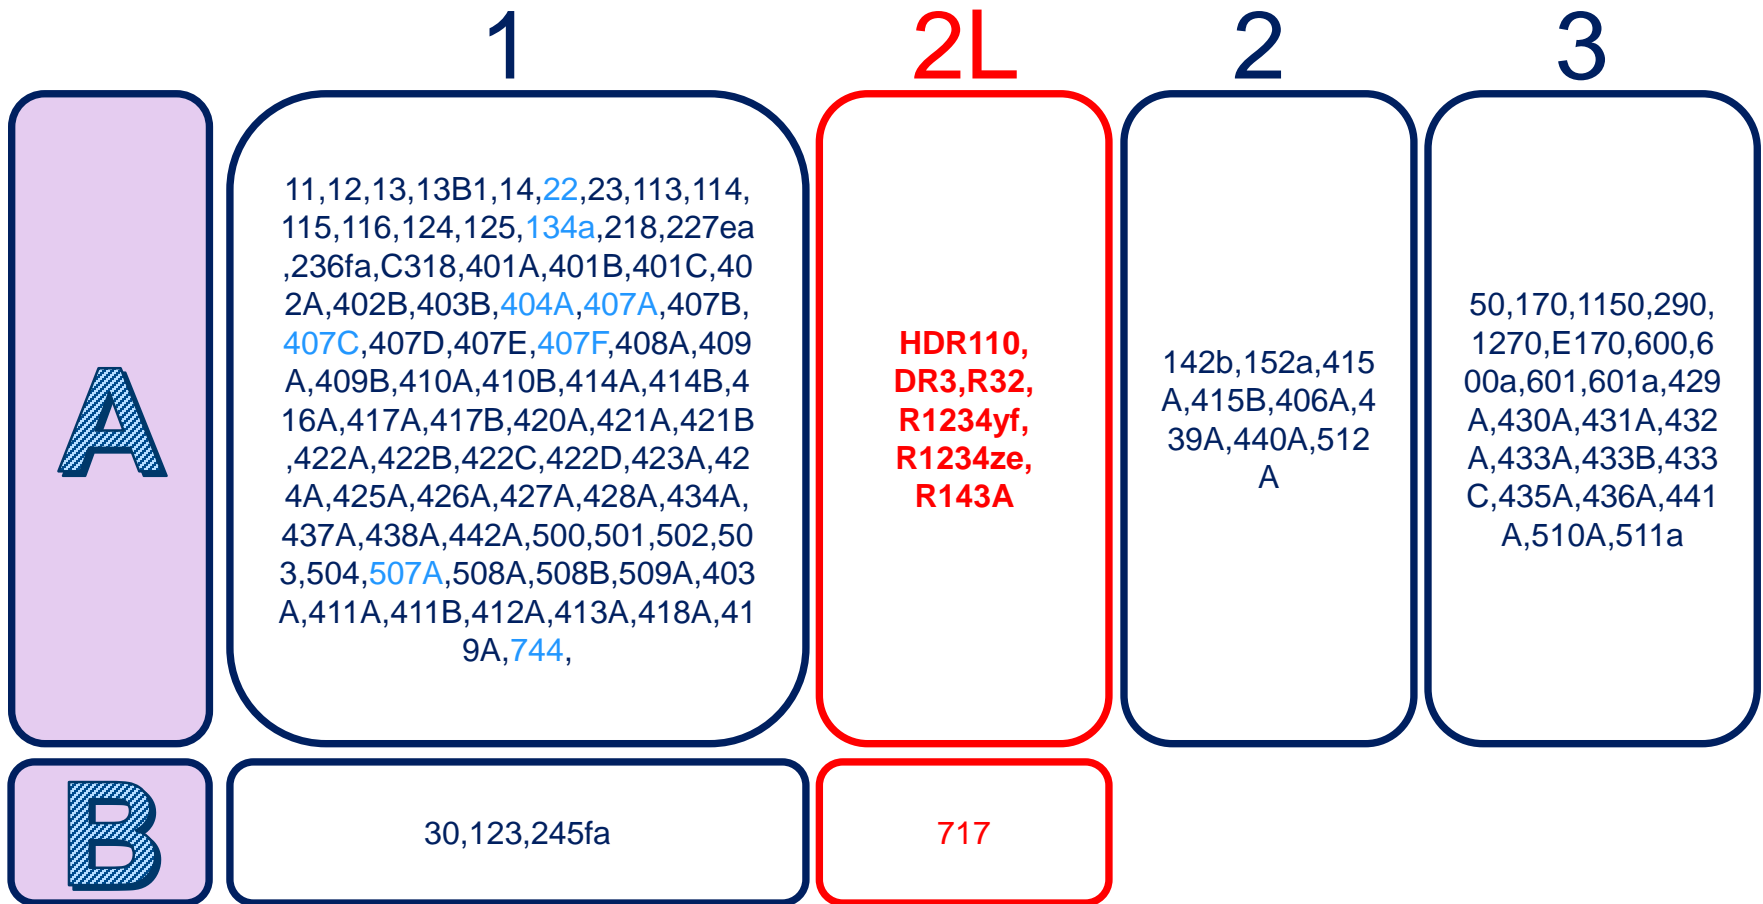 1
2L
2
3
A
11,12,13,13B1,14,22,23,113,114,
115,116,124,125,134a,218,227ea
,236fa,C318,401A,401B,401C,40
2A,402B,403B,404A,407A,407B,
407C,407D,407E,407F,408A,409
A,409B,410A,410B,414A,414B,4
16A,417A,417B,420A,421A,421B
,422A,422B,422C,422D,423A,42
4A,425A,426A,427A,428A,434A,
437A,438A,442A,500,501,502,50
3,504,507A,508A,508B,509A,403
A,411A,411B,412A,413A,418A,41
9A,744,
HDR110,
DR3,R32,
R1234yf,
R1234ze,
R143A
142b,152a,415
A,415B,406A,4
39A,440A,512
A
50,170,1150,290,
1270,E170,600,6
00a,601,601a,429
A,430A,431A,432
A,433A,433B,433
C,435A,436A,441
A,510A,511a
B
30,123,245fa
717